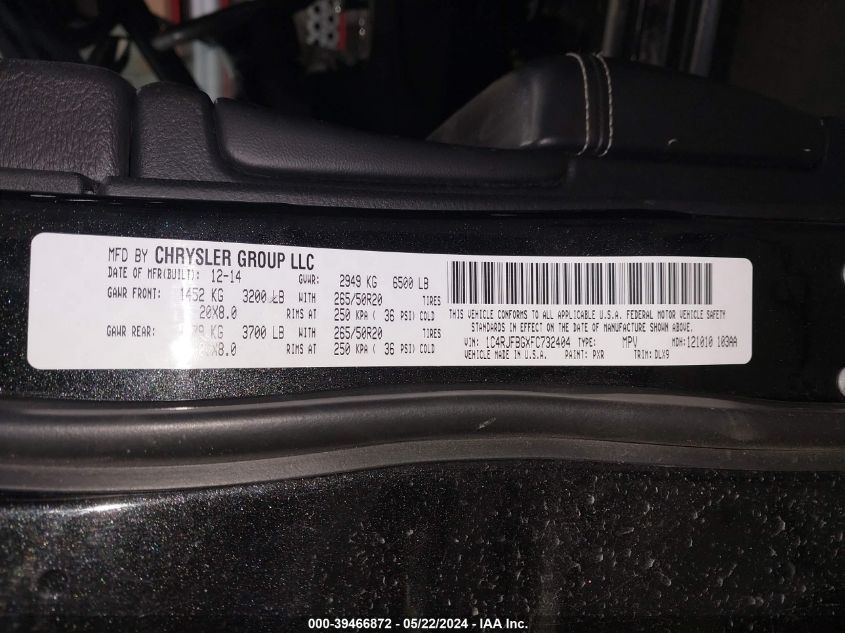 MFD BY CHRYSLER GROUP LLC
DATE OF MFR(BUILT): 12-14 GVWR: 2949 KG 6500 LB
GAWR FRONT: 1452 KG 3200 LB WITH 265/50R20 TIRES
20X8.0 RIMS AT 250 KPA ( 36 PSI) COLD
GAWR REAR: KG 3700 LB WITH 265/50R20 TIRES
RIMS AT 250 KPA ( 36 PSI) COLD
THIS VEHICLE CONFORMS TO ALL APPLICABLE U.S.A. FEDERAL MOTOR VEHICLE SAFETY
STANDARDS IN EFFECT ON THE DATE OF MANUFACTURE SHOWN ABOVE.
VIN: 1C4RJFBGXFC732404 TYPE: MPV MDH: 121010 103AA
VEHICLE MADE IN U.S.A. PAINT: PXR TRIM: DLX9
000-39466872 / 05/22/2024 - IAA Inc.